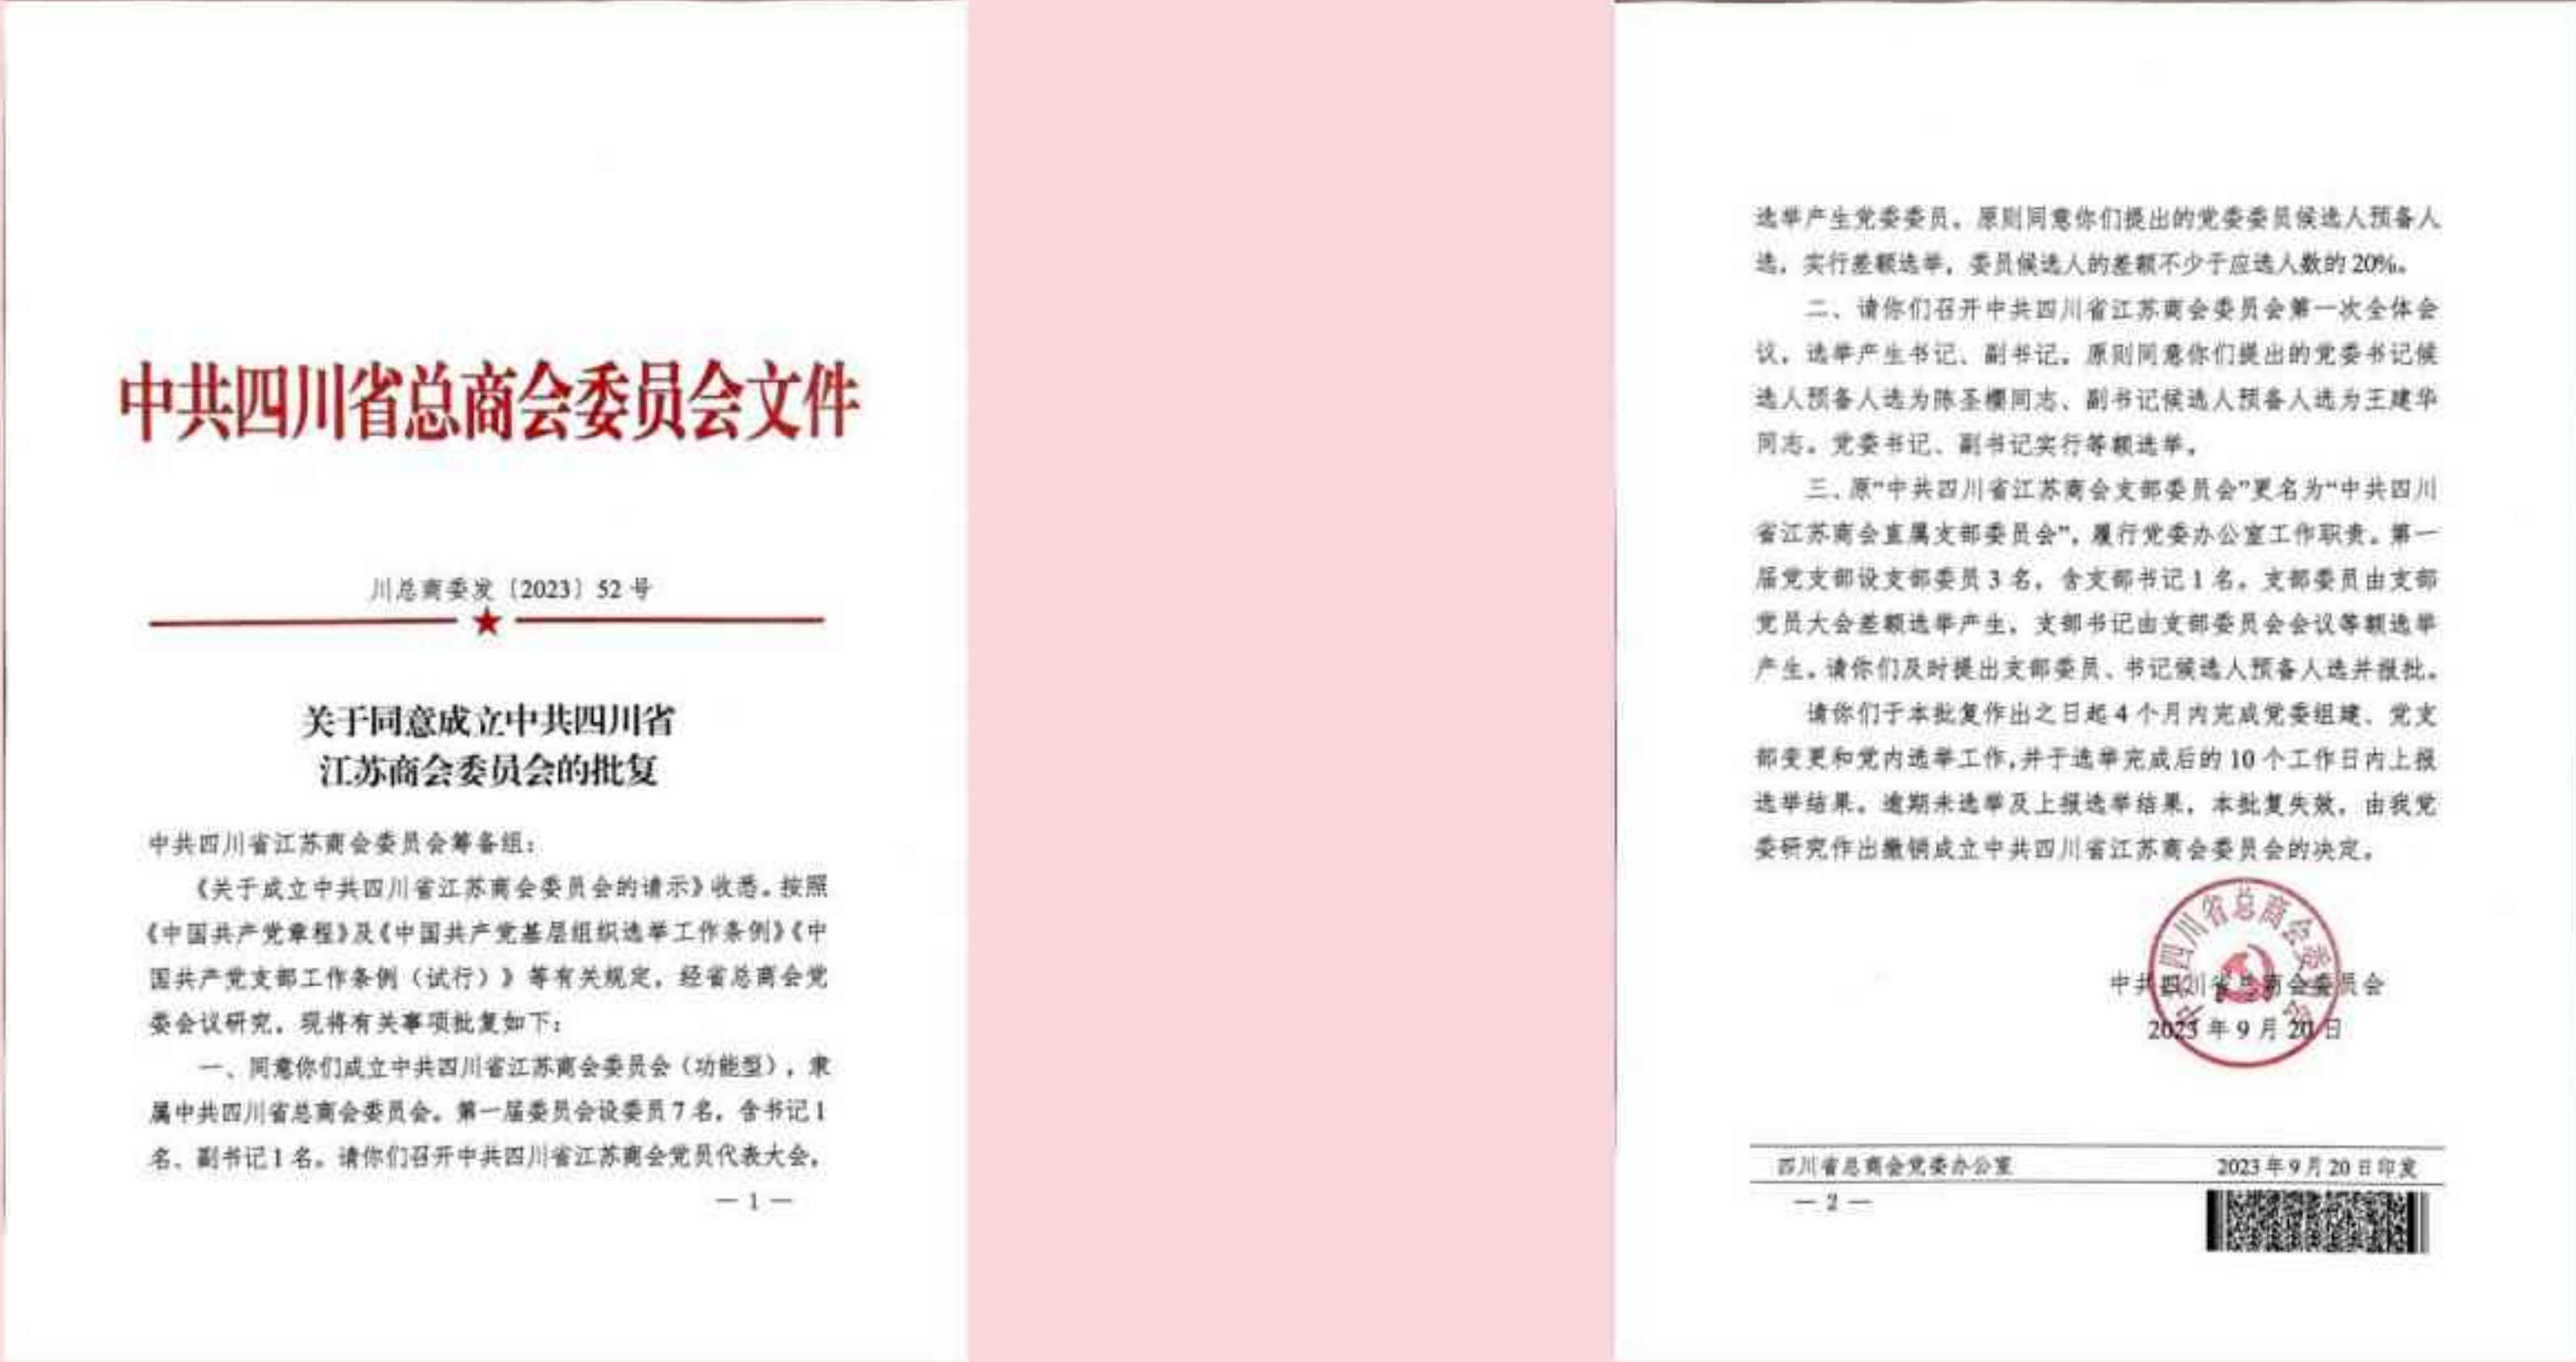 中共四川省总商会委员会文件
川总商委发〔2023〕52 号
关于同意成立中共四川省
江苏商会委员会的批复
中共四川省江苏商会委员会筹备组：
《关于成立中共四川省江苏商会委员会的请示》收悉。按照
《中国共产党章程》及《中国共产党基层组织选举工作条例》《中
国共产党支部工作条例（试行）》等有关规定，经省总商会党
委会议研究，现将有关事项批复如下：
一、同意你们成立中共四川省江苏商会委员会（功能型），隶
属中共四川省总商会委员会。第一届委员会设委员 7 名，含书记 1
名、副书记 1 名。请你们召开中共四川省江苏商会党员代表大会，
— 1 —
选举产生党委委员。原则同意你们提出的党委委员候选人预备人
选，实行差额选举，委员候选人的差额不少于应选人数的 20%。
二、请你们召开中共四川省江苏商会委员会第一次全体会
议，选举产生书记、副书记。原则同意你们提出的党委书记候
选人预备人选为陈圣樱同志、副书记候选人预备人选为王建华
同志。党委书记、副书记实行等额选举。
三、原“中共四川省江苏商会支部委员会”更名为“中共四川
省江苏商会直属支部委员会”，履行党委办公室工作职责。第一
届党支部设支部委员 3 名，含支部书记 1 名。支部委员由支部
党员大会差额选举产生，支部书记由支部委员会会议等额选举
产生。请你们及时提出支部委员、书记候选人预备人选并报批。
请你们于本批复作出之日起 4 个月内完成党委组建、党支
部变更和党内选举工作，并于选举完成后的 10 个工作日内上报
选举结果。逾期未选举及上报选举结果，本批复失效，由我党
委研究作出撤销成立中共四川省江苏商会委员会的决定。
中共四川省总商会委员会
中共四川省总商会委员会
2023 年 9 月 20 日
四川省总商会党委办公室 2023 年 9 月 20 日印发
— 2 —